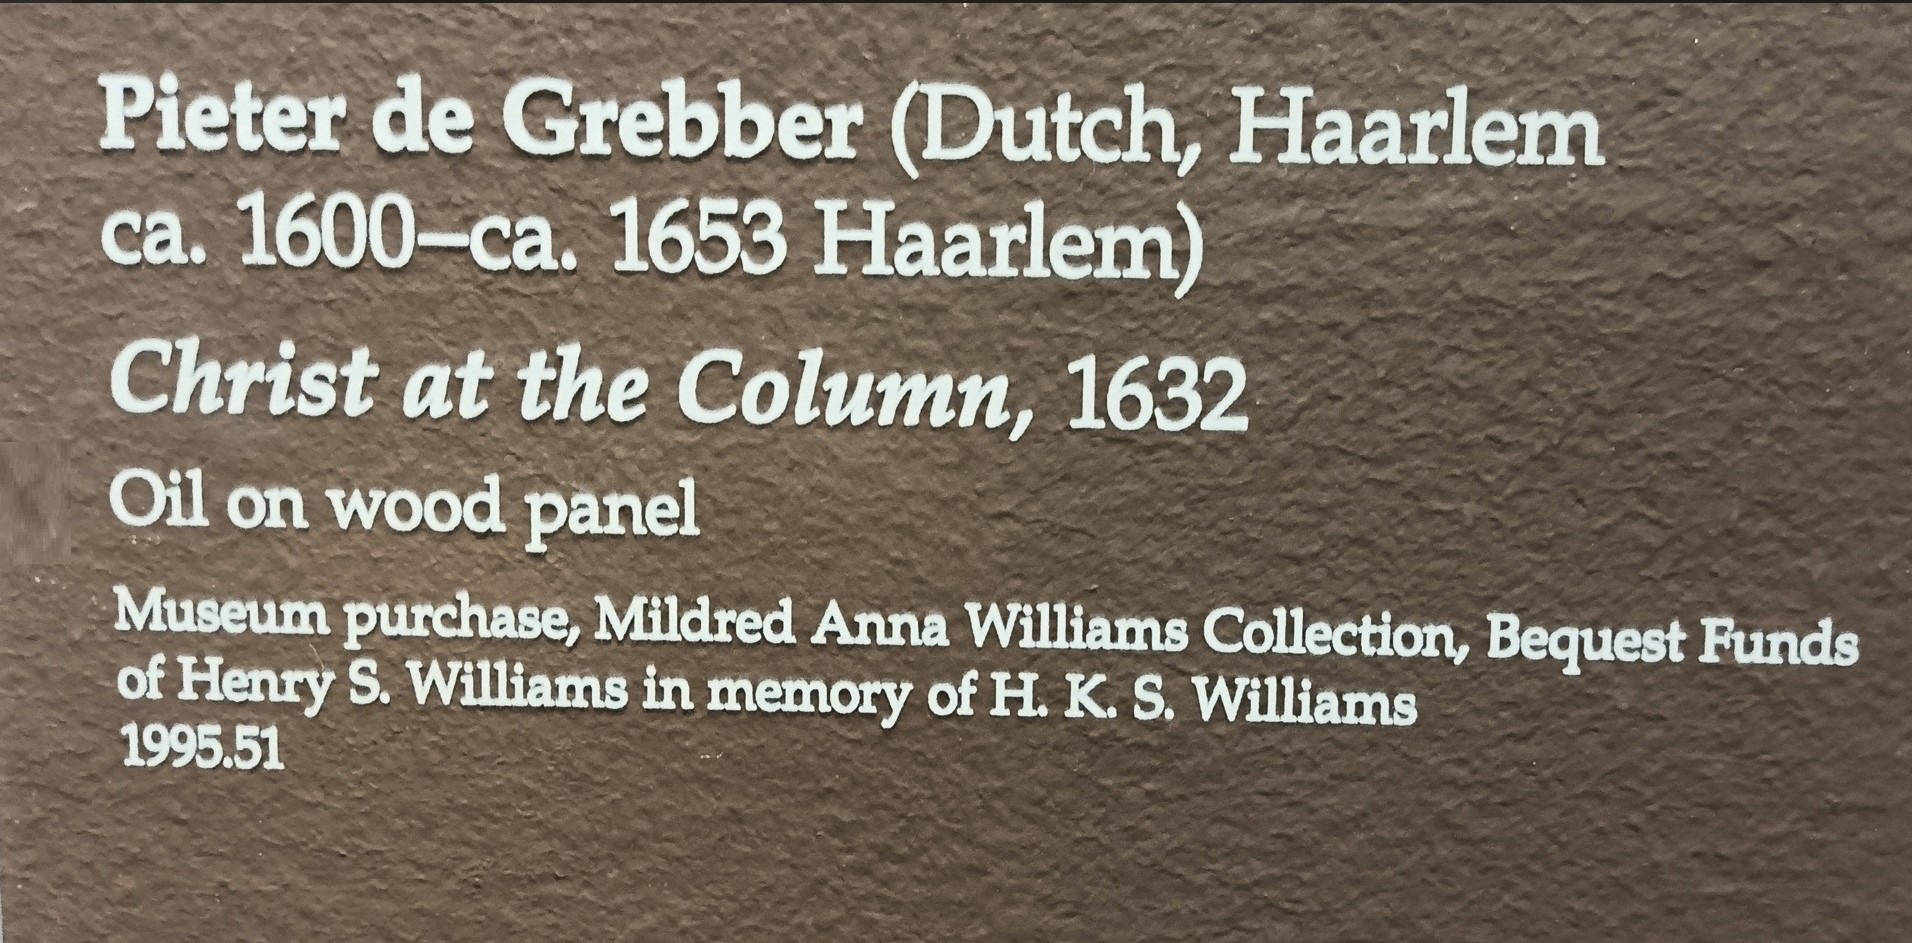 Pieter de Grebber (Dutch, Haarlem
ca. 1600–ca. 1653 Haarlem)
Christ at the Column, 1632
Oil on wood panel
Museum purchase, Mildred Anna Williams Collection, Bequest Funds
of Henry S. Williams in memory of H. K. S. Williams
1995.51